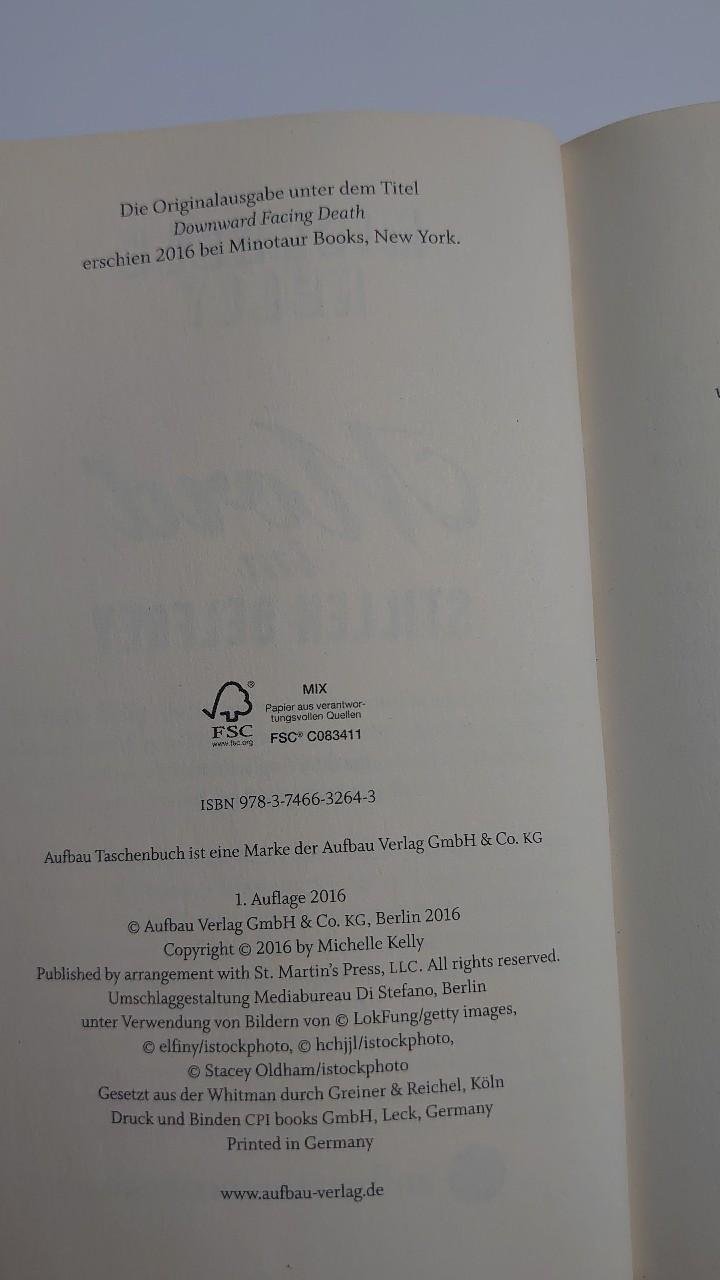 Die Originalausgabe unter dem Titel
Downward Facing Death
erschien 2016 bei Minotaur Books, New York.
MIX
Papier aus verantwor-
tungsvollen Quellen
FSC® C083411
®
FSC
www.fsc.org
ISBN 978-3-7466-3264-3
Aufbau Taschenbuch ist eine Marke der Aufbau Verlag GmbH & Co. KG
1. Auflage 2016
© Aufbau Verlag GmbH & Co. KG, Berlin 2016
Copyright © 2016 by Michelle Kelly
Published by arrangement with St. Martin's Press, LLC. All rights reserved.
Umschlaggestaltung Mediabureau Di Stefano, Berlin
unter Verwendung von Bildern von © LokFung/getty images,
© elfiny/istockphoto, © hchjjl/istockphoto,
© Stacey Oldham/istockphoto
Gesetzt aus der Whitman durch Greiner & Reichel, Köln
Druck und Binden CPI books GmbH, Leck, Germany
Printed in Germany
www.aufbau-verlag.de